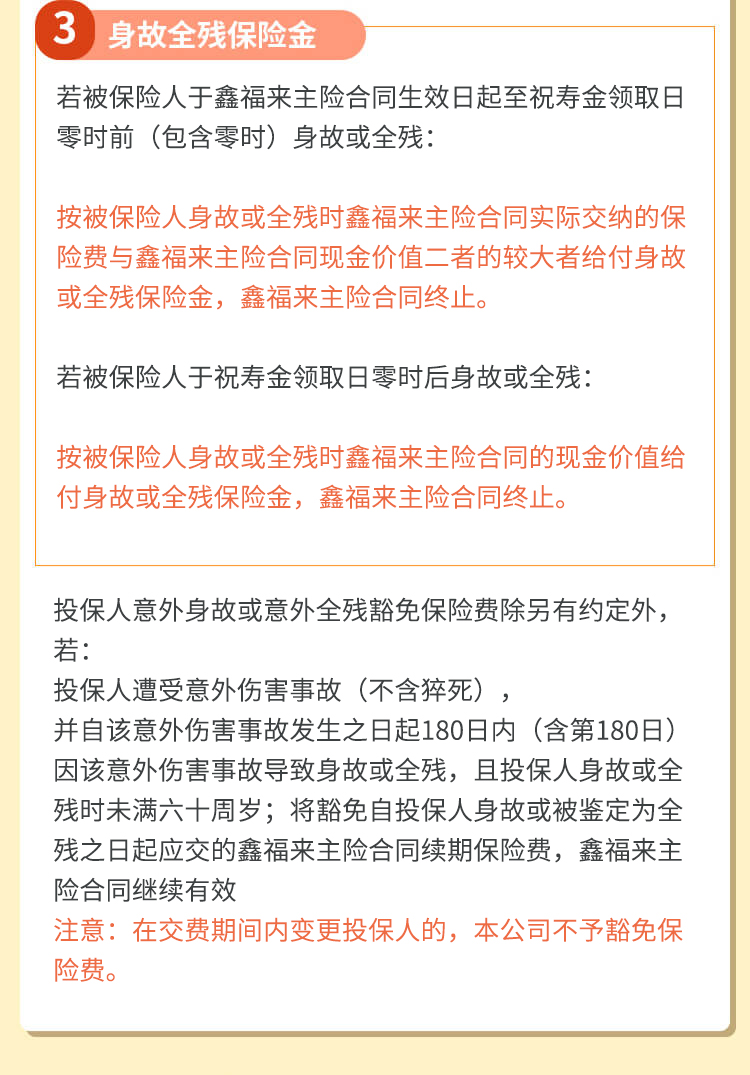 3
身故全残保险金
若被保险人于鑫福来主险合同生效日起至祝寿金领取日
零时前（包含零时）身故或全残：
按被保险人身故或全残时鑫福来主险合同实际交纳的保
险费与鑫福来主险合同现金价值二者的较大者给付身故
或全残保险金，鑫福来主险合同终止。
若被保险人于祝寿金领取日零时后身故或全残：
按被保险人身故或全残时鑫福来主险合同的现金价值给
付身故或全残保险金，鑫福来主险合同终止。
投保人意外身故或意外全残豁免保险费除另有约定外，
若：
投保人遭受意外伤害事故（不含猝死），
并自该意外伤害事故发生之日起180日内（含第180日）
因该意外伤害事故导致身故或全残，且投保人身故或全
残时未满六十周岁；将豁免自投保人身故或被鉴定为全
残之日起应交的鑫福来主险合同续期保险费，鑫福来主
险合同继续有效
注意：在交费期间内变更投保人的，本公司不予豁免保
险费。